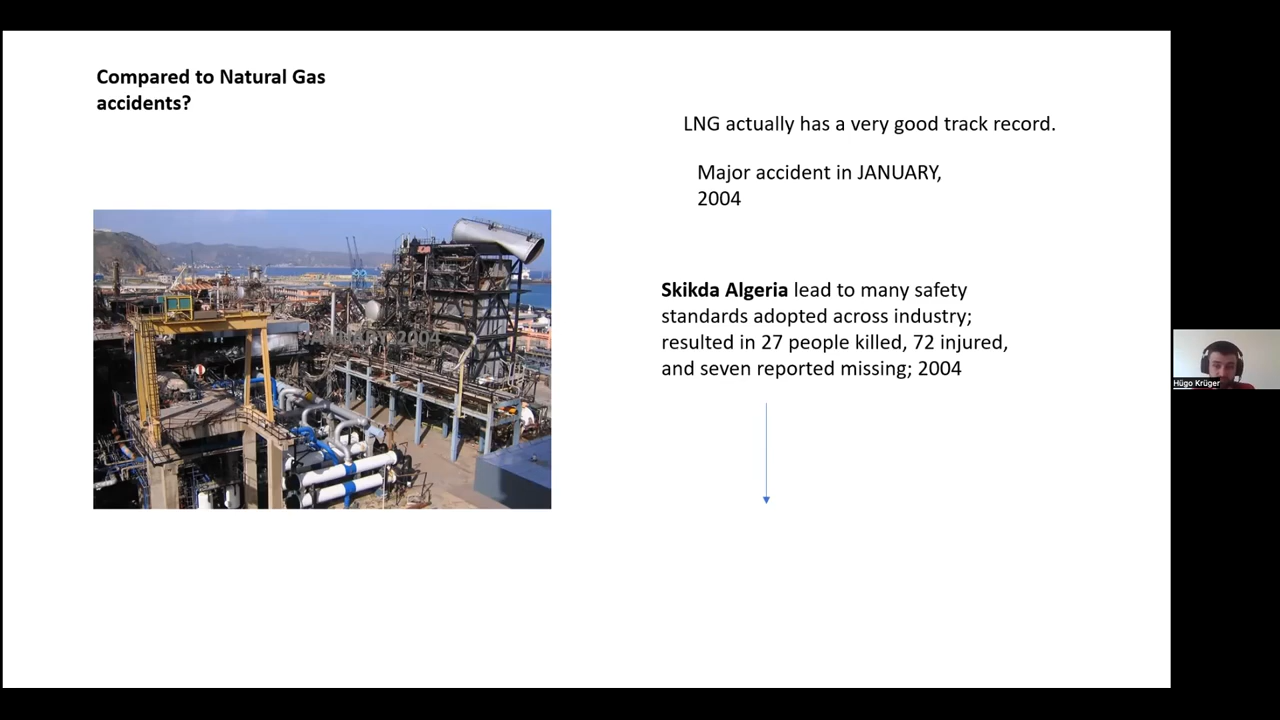 Compared to Natural Gas
accidents?
LNG actually has a very good track record.
Major accident in JANUARY,
2004
JANUARY, 2004
Skikda Algeria lead to many safety
standards adopted across industry;
resulted in 27 people killed, 72 injured,
and seven reported missing; 2004
Hügo Krüger